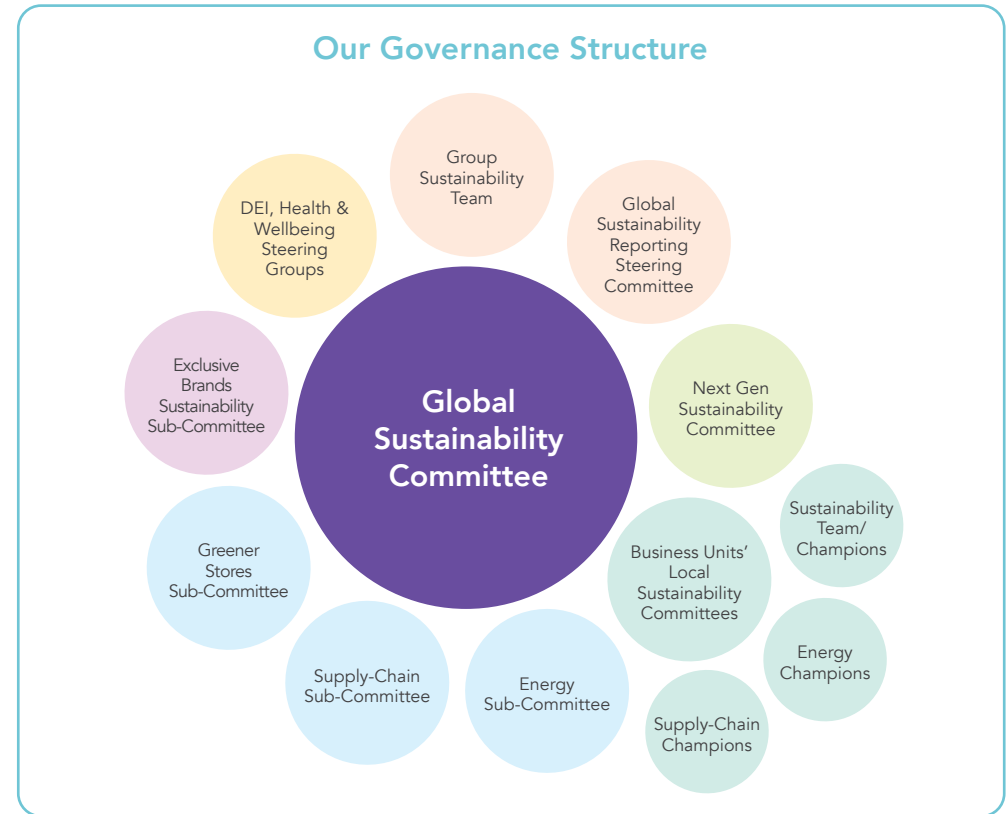 Our Governance Structure
Group
Sustainability
Team
DEI, Health &
Wellbeing
Steering
Groups
Global
Sustainability
Reporting
Steering
Committee
Exclusive
Brands
Sustainability
Sub-Committee
Global
Sustainability
Committee
Next Gen
Sustainability
Committee
Greener
Stores
Sub-Committee
Business Units’
Local
Sustainability
Committees
Sustainability
Team/
Champions
Supply-Chain
Sub-Committee
Energy
Sub-Committee
Energy
Champions
Supply-Chain
Champions